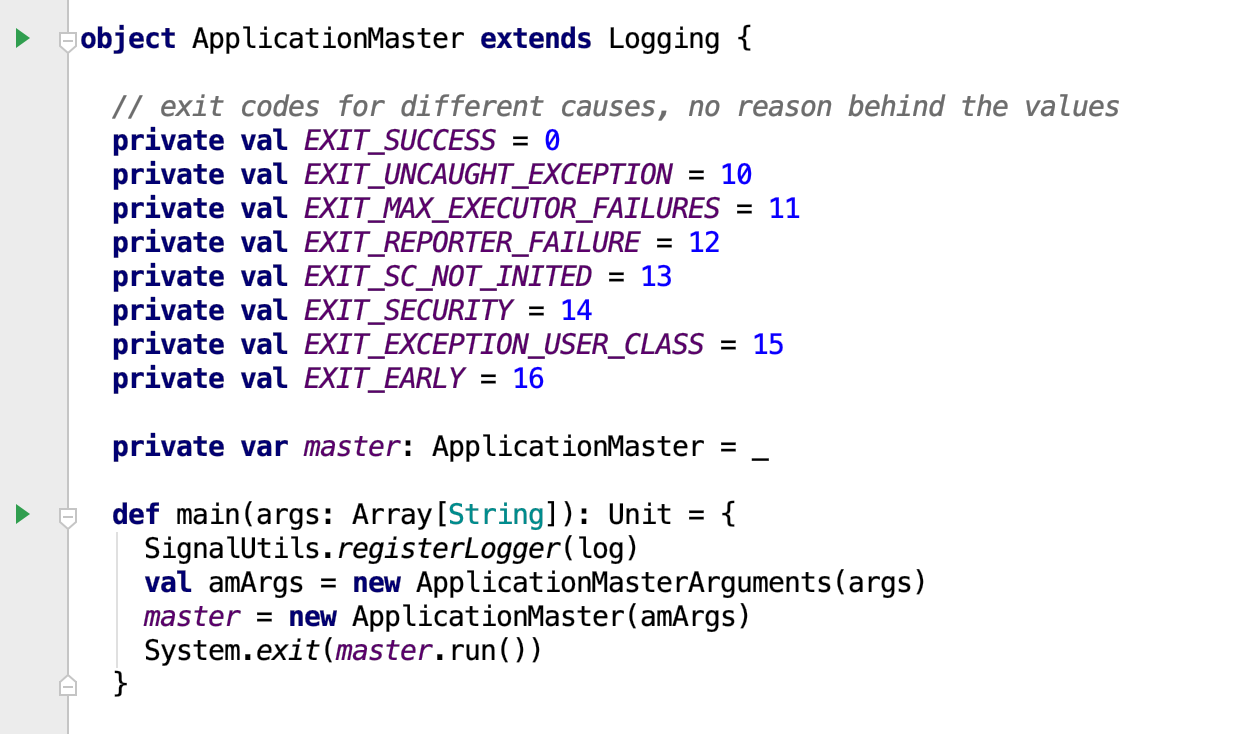 object ApplicationMaster extends Logging {
// exit codes for different causes, no reason behind the values
private val EXIT_SUCCESS = 0
private val EXIT_UNCAUGHT_EXCEPTION = 10
private val EXIT_MAX_EXECUTOR_FAILURES = 11
private val EXIT_REPORTER_FAILURE = 12
private val EXIT_SC_NOT_INITED = 13
private val EXIT_SECURITY = 14
private val EXIT_EXCEPTION_USER_CLASS = 15
private val EXIT_EARLY = 16
private var master: ApplicationMaster = _
def main(args: Array[String]): Unit = {
SignalUtils.registerLogger(log)
val amArgs = new ApplicationMasterArguments(args)
master = new ApplicationMaster(amArgs)
System.exit(master.run())
}